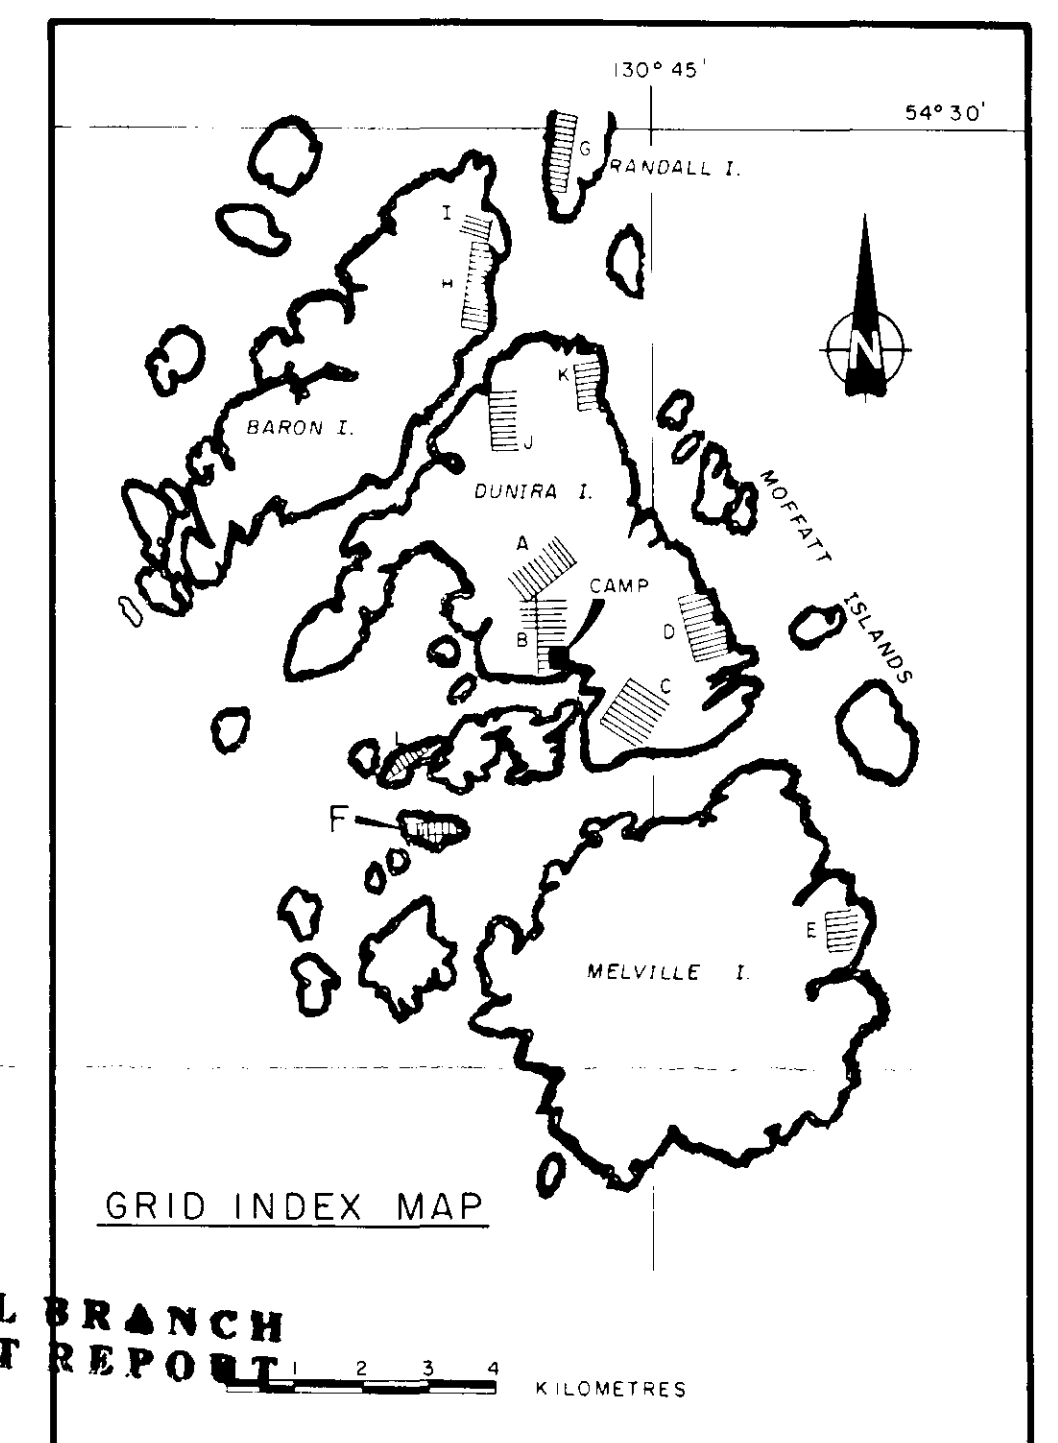 130° 45'
54° 30'
G
RANDALL I.
I
H
N
K
BARON I.
J
DUNIRA I.
MOFFATT ISLANDS
A
CAMP
B
D
C
L
F
E
MELVILLE I.
GRID INDEX MAP
L BRANCH
T REPORT
1 2 3 4
KILOMETRES